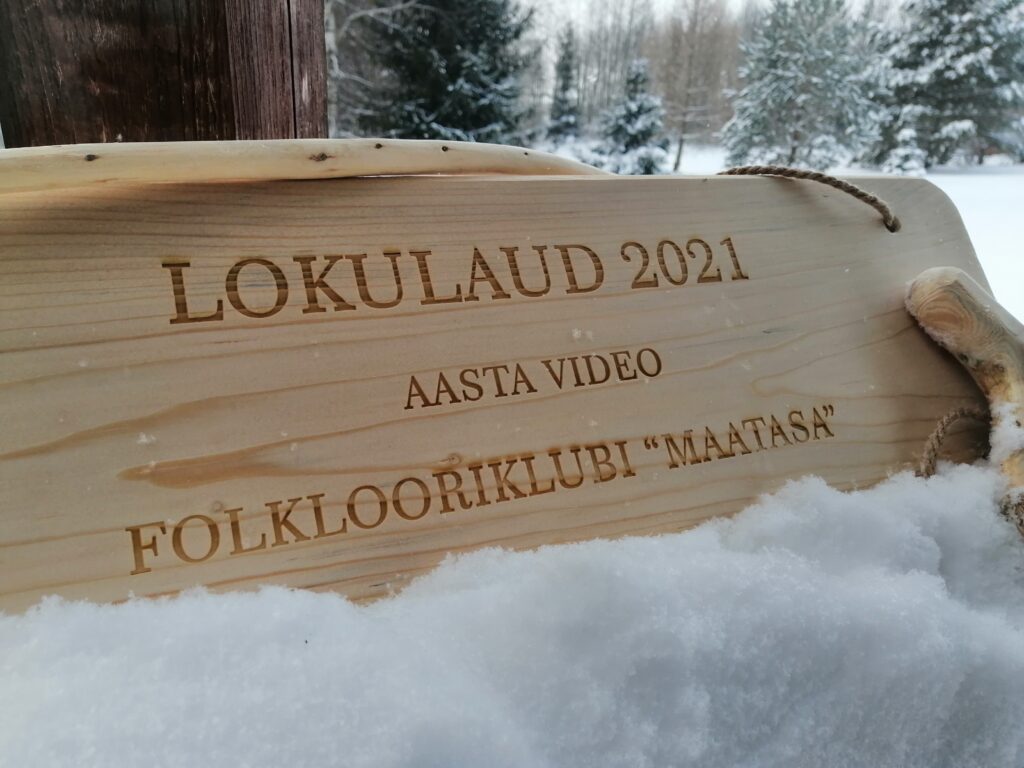 LOKULAUD 2021
AASTA VIDEO
FOLKLOORIKLUBI “MAATASA”